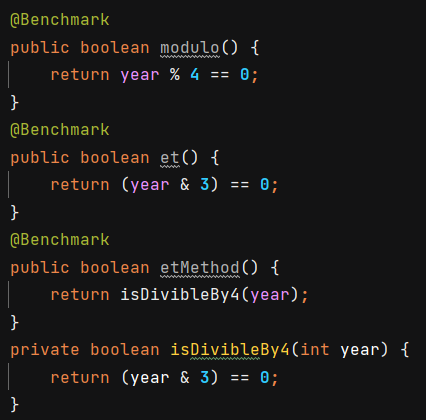 @Benchmark
public boolean modulo() {
    return year % 4 == 0;
}
@Benchmark
public boolean et() {
    return (year & 3) == 0;
}
@Benchmark
public boolean etMethod() {
    return isDivibleBy4(year);
}
private boolean isDivibleBy4(int year) {
    return (year & 3) == 0;
}